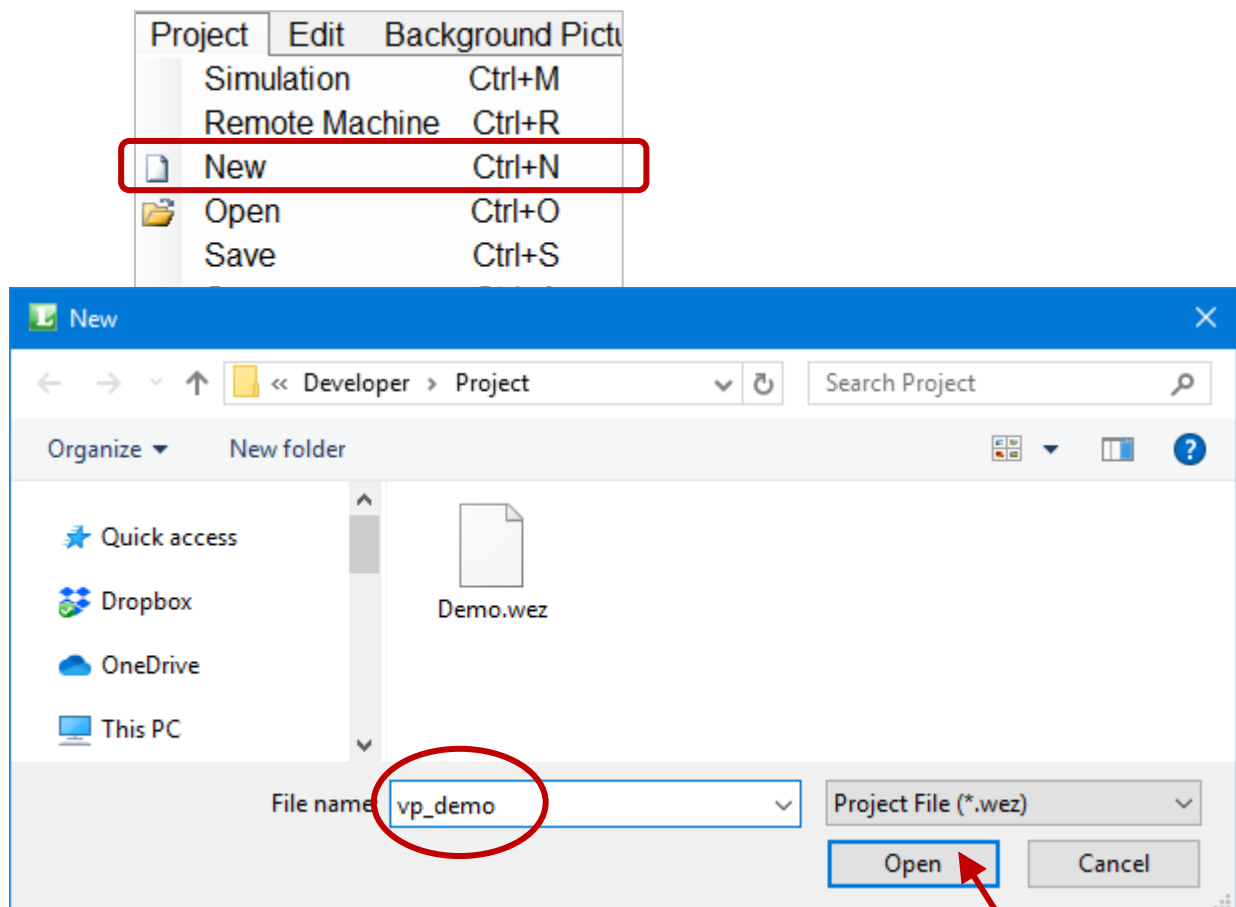 Project Edit Background Pictu
Simulation Ctrl+M
Remote Machine Ctrl+R
New Ctrl+N
Open Ctrl+O
Save Ctrl+S
New
« Developer > Project Search Project
Organize New folder
Quick access
Dropbox
OneDrive
This PC
Demo.wez
File name vp_demo Project File (*.wez)
Open Cancel